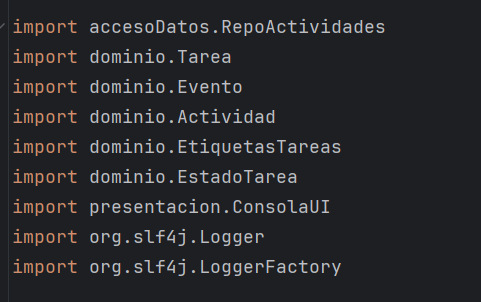 import accesoDatos.RepoActividades
import dominio.Tarea
import dominio.Evento
import dominio.Actividad
import dominio.EtiquetasTareas
import dominio.EstadoTarea
import presentacion.ConsolaUI
import org.slf4j.Logger
import org.slf4j.LoggerFactory